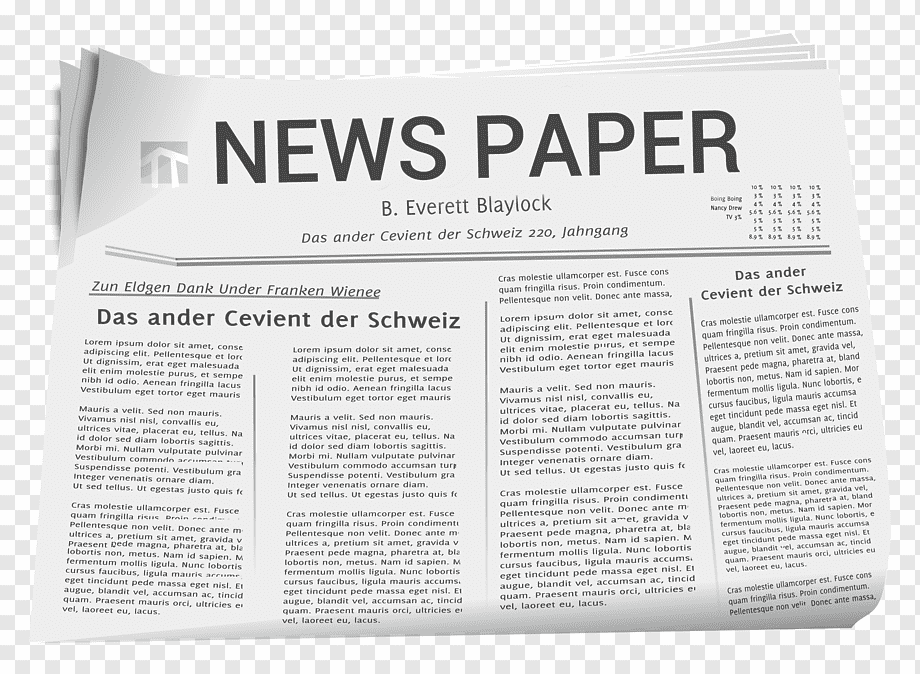 NEWS PAPER
B. Everett Blaylock
Das ander Cevient der Schweiz 220, Jahngang
10% 10% 10% 10%
Boing Boing 3% 3% 3% 3%
Nancy Drew 4% 4% 4% 4%
TV 3% 5.6% 5.6% 5.6% 5.6%
5% 5% 5% 5%
5% 5% 5% 5%
8.9% 8.9% 8.9% 8.9%
Zun Eldgen Dank Under Franken Wienee
Das ander Cevient der Schweiz
Lorem ipsum dolor sit amet, conse
adipiscing elit. Pellentesque et lorc
Ut dignissim, erat eget malesuada
elit enim molestie purus, et sempe
nibh id odio. Aenean fringilla lacus
Vestibulum eget tortor eget mauris
Mauris a velit. Sed non mauris.
Vivamus nisl nisl, convallis eu,
ultrices vitae, placerat eu, tellus. Na
id dolor sed diam lobortis sagittis.
Morbi mi. Nullam vulputate pulvinar
Vestibulum commodo accumsan
Suspendisse potenti. Vestibulum gra
Integer venenatis ornare diam.
Ut sed tellus. Ut egestas justo quis fc
Cras molestie ullamcorper est. Fusce
quam fringilla risus. Proin condim
Pellentesque non velit. Donec ante m
ultrices a, pretium sit amet, gravida v
Praesent pede magna, pharetra at, bla
lobortis non, metus. Nam id sapien. M
fermentum mollis ligula. Nunc lobortis
cursus faucibus, ligula mauris accums
eget tincidunt pede massa eget nisl. E
augue, blandit vel, accumsan ac, tinci
quam. Praesent mauris orci, ultricies e
vel, laoreet eu, lacus.
Lorem ipsum dolor sit amet, conse
adipiscing elit. Pellentesque et lorc
Ut dignissim, erat eget malesuada
elit enim molestie purus, et sempe
nibh id odio. Aenean fringilla lacus
Vestibulum eget tortor eget mauris
Mauris a velit. Sed non mauris.
Vivamus nisl nisl, convallis eu,
ultrices vitae, placerat eu, tellus. Na
id dolor sed diam lobortis sagittis.
Morbi mi. Nullam vulputate pulvinar
Vestibulum commodo accumsan turp
Suspendisse potenti. Vestibulum gra
Integer venenatis ornare diam.
Ut sed tellus. Ut egestas justo quis fc
Cras molestie ullamcorper est. Fusce
quam fringilla risus. Proin condimentu
Pellentesque non velit. Donec ante m
ultrices a, pretium sit amet, gravida v
Praesent pede magna, pharetra at, bla
lobortis non, metus. Nam id sapien. M
fermentum mollis ligula. Nunc lobortis
cursus faucibus, ligula mauris accums
eget tincidunt pede massa eget nisl. E
augue, blandit vel, accumsan ac, tinci
quam. Praesent mauris orci, ultricies e
vel, laoreet eu, lacus.
Cras molestie ullamcorper est. Fusce cons
quam fringilla risus. Proin condimentum.
Pellentesque non velit. Donec ante massa,
Lorem ipsum dolor sit amet, conse
adipiscing elit. Pellentesque et lorc
Ut dignissim, erat eget malesuada
elit enim molestie purus, et sempe
nibh id odio. Aenean fringilla lacus
Vestibulum eget tortor eget mauris
Mauris a velit. Sed non mauris.
Vivamus nisl nisl, convallis eu,
ultrices vitae, placerat eu, tellus. Na
id dolor sed diam lobortis sagittis.
Morbi mi. Nullam vulputate pulvinar
Vestibulum commodo accumsan turp
Suspendisse potenti. Vestibulum gra
Integer venenatis ornare diam.
Ut sed tellus. Ut egestas justo quis fc
Cras molestie ullamcorper est. Fusce
quam fringilla risus. Proin condimentu
Pellentesque non velit. Donec ante m
ultrices a, pretium sit amet, gravida v
Praesent pede magna, pharetra at, bla
lobortis non, metus. Nam id sapien. M
fermentum mollis ligula. Nunc lobortis
cursus faucibus, ligula mauris accums.
eget tincidunt pede massa eget nisl. E
augue, blandit vel, accumsan ac, tincid
quam. Praesent mauris orci, ultricies er
vel, laoreet eu, lacus.
Das ander
Cevient der Schweiz
Cras molestie ullamcorper est. Fusce cons
quam fringilla risus. Proin condimentum.
Pellentesque non velit. Donec ante massa,
ultrices a, pretium sit amet, gravida vel,
Praesent pede magna, pharetra at, bland
lobortis non, metus. Nam id sapien. Mor
fermentum mollis ligula. Nunc lobortis, e
cursus faucibus, ligula mauris accumsa
eget tincidunt pede massa eget nisl. Et
augue, blandit vel, accumsan ac, tincid
quam. Praesent mauris orci, ultricies eu
vel, laoreet eu, lacus.
Cras molestie ullamcorper est. Fusce cons
quam fringilla risus. Proin condimentum.
Pellentesque non velit. Donec ante massa,
ultrices a, pretium sit amet, gravida vel,
Praesent pede magna, pharetra at, bland
lobortis non, metus. Nam id sapien. Mor
fermentum mollis ligula. Nunc lobortis, e
cursus faucibus, ligula mauris accumsa
eget tincidunt pede massa eget nisl. Et
augue, blandit vel, accumsan ac, tincid
quam. Praesent mauris orci, ultricies eu
vel, laoreet eu, lacus.
Cras molestie ullamcorper est. Fusce cons
quam fringilla risus. Proin condimentum.
Pellentesque non velit. Donec ante massa,